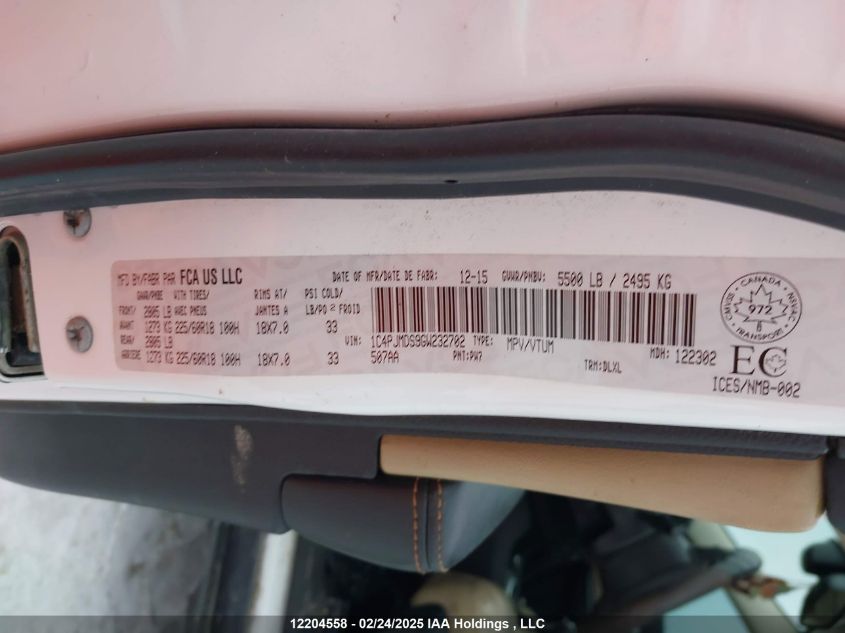 MFD BY/FABR PAR FCA US LLC DATE OF MFR/DATE DE FABR: 12-15 GVWR/PNBV: 5500 LB / 2495 KG
GAWR/PNBE WITH TIRES/ RIMS AT/ PSI COLD/
FRONT/ 2805 LB AVEC PNEUS JANTES A LB/PO 2 FROID
AVANT 1273 KG 225/60R18 100H 18X7.0 33
REAR/ 2805 LB
ARRIERE 1273 KG 225/60R18 100H 18X7.0 33
VIN: 1C4PJMDS9GW232702 TYPE: MPV/VTUM
507AA PNT:PW7 TRM:DLXL MDH: 122302
CANADA
972
TRANSPORT
EC
ICES/NMB-002
12204558 - 02/24/2025 IAA Holdings , LLC